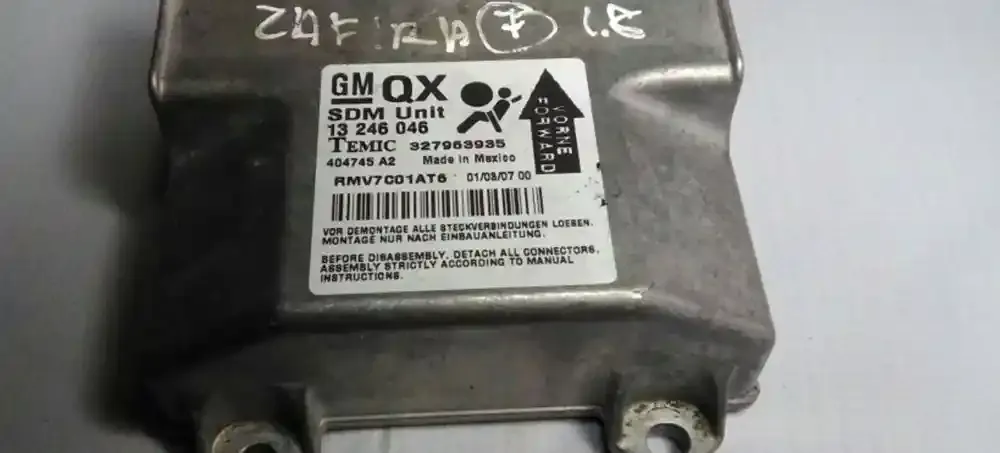 ZAFIRA 7 1.8
GM QX
SDM Unit
13 246 046
TEMIC 327963935
404745 A2 Made in Mexico
RMV7C01AT6 01/08/07 00
VORNE
FORWARD
VOR DEMONTAGE ALLE STECKVERBINDUNGEN LOESEN.
MONTAGE NUR NACH EINBAUANLEITUNG.
BEFORE DISASSEMBLY, DETACH ALL CONNECTORS.
ASSEMBLY STRICTLY ACCORDING TO MANUAL
INSTRUCTIONS.